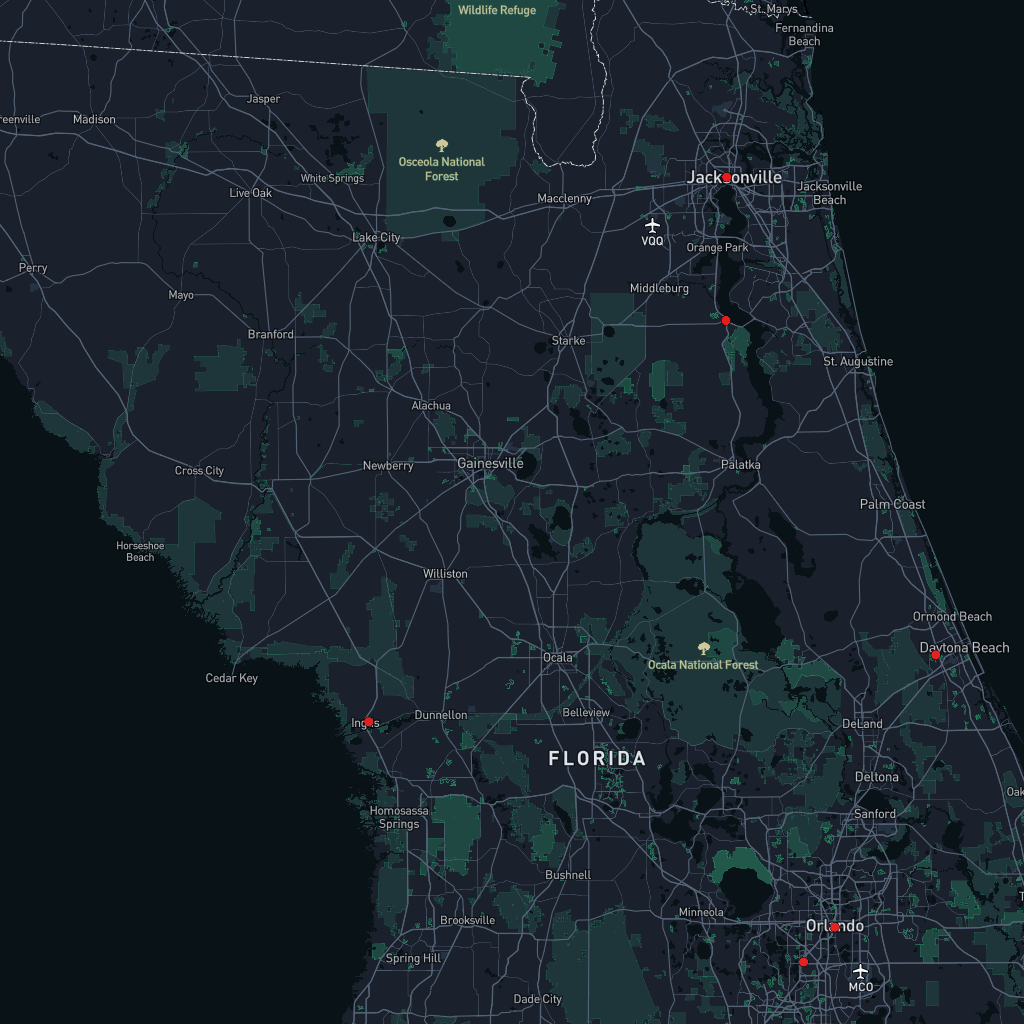 Wildlife Refuge
St. Marys
Fernandina
Beach
Jasper
Madison
Osceola National
Forest
White Springs
Live Oak
Macclenny
Jacksonville
Jacksonville
Beach
Lake City
VQQ
Orange Park
Perry
Mayo
Middleburg
Branford
Starke
St. Augustine
Alachua
Cross City
Newberry
Gainesville
Palatka
Palm Coast
Horseshoe
Beach
Williston
Ormond Beach
Daytona Beach
Ocala
Ocala National Forest
Cedar Key
Dunnellon
Belleview
DeLand
FLORIDA
Deltona
Homosassa
Springs
Sanford
Bushnell
Minneola
Brooksville
Orlando
Spring Hill
MCO
Dade City